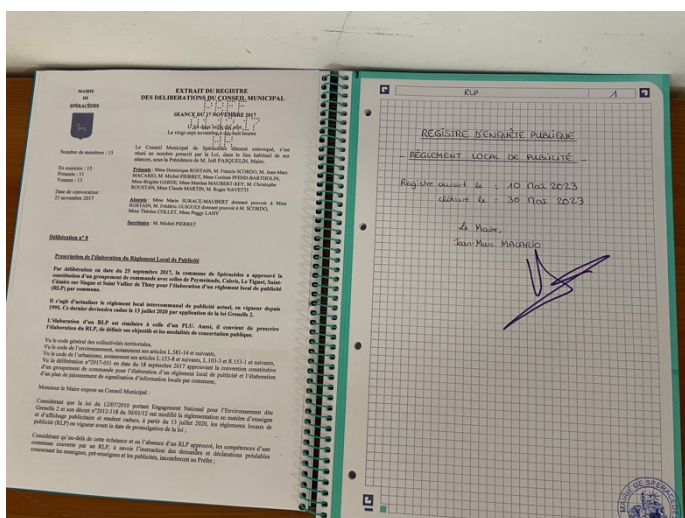 MAIRIE
DE
SPÉRACÈDES
EXTRAIT DU REGISTRE
DES DELIBERATIONS DU CONSEIL MUNICIPAL
SEANCE DU 27 NOVEMBRE 2017
Le vingt-sept novembre à dix-huit heures
Nombre de membres : 15
En exercice : 15
Présents : 11
Votants : 15
Date de convocation :
23 novembre 2017
Le Conseil Municipal de Spéracèdes dûment convoqué, s'est
réuni au nombre prescrit par la Loi, dans le lieu habituel de ses
séances, sous la Présidence de M. Joël PASQUELIN, Maire.
Présents : Mme Dominique ROSTAIN, M. Francis SCORDO, M. Jean-Marc
MACARIO, M. Michel PIERRET, Mme Corinne PFEND-BARTHOLIN,
Mme Brigitte GARDE, Mme Martine MAUBERT-REY, M. Christophe
ROUSTAN, Mme Claude MARTIN, M. Roger NAVETTI
Absents : Mme Marie SURACE-MAUBERT donnant pouvoir à Mme
ROSTAIN, M. Frédéric GUIGUES donnant pouvoir à M. SCORDO,
Mme Thérèse COLLET, Mme Peggy LAHY
Secrétaire : M. Michel PIERRET
Délibération n° 8
Prescription de l'élaboration du Règlement Local de Publicité
Par délibération en date du 25 septembre 2017, la commune de Spéracèdes a approuvé la
constitution d'un groupement de commande avec celles de Peymeinade, Cabris, Le Tignet, Saint-
Cézaire sur Siagne et Saint Vallier de Thiey pour l'élaboration d'un règlement local de publicité
(RLP) par commune.
Il s'agit d'actualiser le règlement local intercommunal de publicité actuel, en vigueur depuis
1995. Ce dernier deviendra caduc le 13 juillet 2020 par application de la loi Grenelle 2.
L'élaboration d'un RLP est similaire à celle d'un PLU. Aussi, il convient de prescrire
l'élaboration du RLP, de définir ses objectifs et les modalités de concertation publique.
Vu le code général des collectivités territoriales,
Vu le code de l'environnement, notamment ses articles L.581-14 et suivants,
Vu le code de l'urbanisme, notamment ses articles L.153-8 et suivants, L.103-3 et R.153-1 et suivants,
Vu la délibération n°2017-051 en date du 18 septembre 2017 approuvant la convention constitutive
d'un groupement de commande pour l'élaboration d'un règlement local de publicité et l'élaboration
d'un plan de jalonnement de signalisation d'information locale par commune,
Monsieur le Maire expose au Conseil Municipal :
Considérant que la loi du 12/07/2010 portant Engagement National pour l'Environnement dite
Grenelle 2 et son décret n°2012-118 du 30/01/12 ont modifié la réglementation en matière d'enseigne
et d'affichage publicitaire et rendent caducs, à partir du 13 juillet 2020, les règlements locaux de
publicité (RLP) en vigueur avant la date de promulgation de la loi ;
Considérant qu'au-delà de cette échéance et en l'absence d'un RLP approuvé, les compétences d'une
commune couverte par un RLP, à savoir l'instruction des demandes et déclarations préalables
concernant les enseignes, pré-enseignes et les publicités, incomberont au Préfet ;
RLP
1
REGISTRE D'ENQUÊTE PUBLIQUE
- RÈGLEMENT LOCAL DE PUBLICITÉ -
Registre ouvert le : 10 Mai 2023
clôturé le : 30 Mai 2023
Le Maire,
Jean-Marc MACARIO
MAIRIE DE SPERACEDES